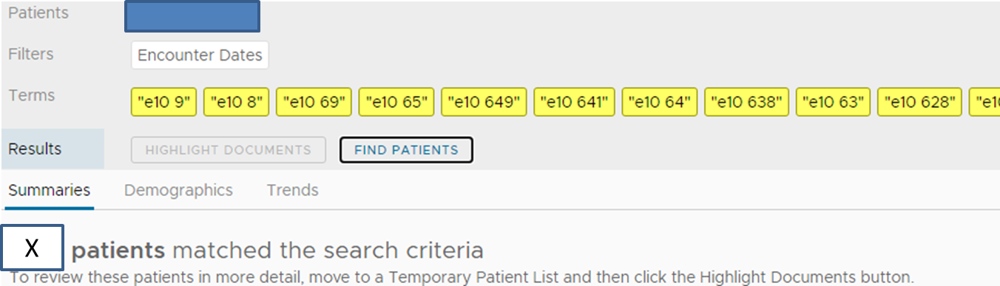 Patients
Filters Encounter Dates
Terms "e10 9" "e10 8" "e10 69" "e10 65" "e10 649" "e10 641" "e10 64" "e10 638" "e10 63" "e10 628"
Results HIGHLIGHT DOCUMENTS FIND PATIENTS
Summaries Demographics Trends
X patients matched the search criteria
To review these patients in more detail, move to a Temporary Patient List and then click the Highlight Documents button.